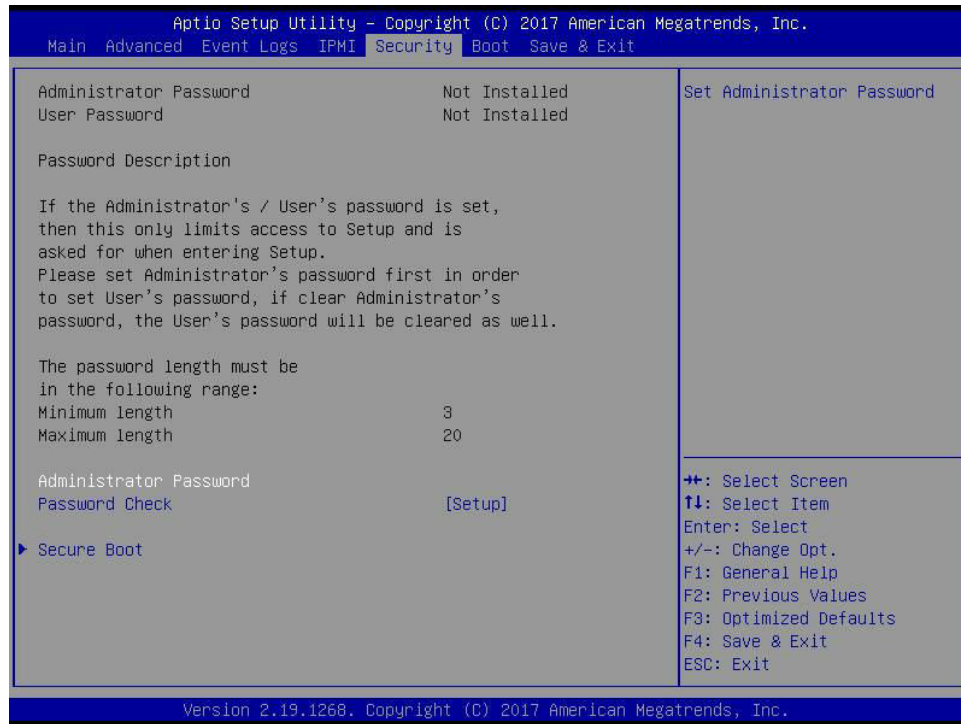 Aptio Setup Utility – Copyright (C) 2017 American Megatrends, Inc.
Main Advanced Event Logs IPMI Security Boot Save & Exit
Administrator Password Not Installed
User Password Not Installed
Password Description
If the Administrator's / User's password is set,
then this only limits access to Setup and is
asked for when entering Setup.
Please set Administrator's password first in order
to set User's password, if clear Administrator's
password, the User's password will be cleared as well.
The password length must be
in the following range:
Minimum length 3
Maximum length 20
Administrator Password
Password Check [Setup]
▶ Secure Boot
Set Administrator Password
→←: Select Screen
↑↓: Select Item
Enter: Select
+/-: Change Opt.
F1: General Help
F2: Previous Values
F3: Optimized Defaults
F4: Save & Exit
ESC: Exit
Version 2.19.1268. Copyright (C) 2017 American Megatrends, Inc.